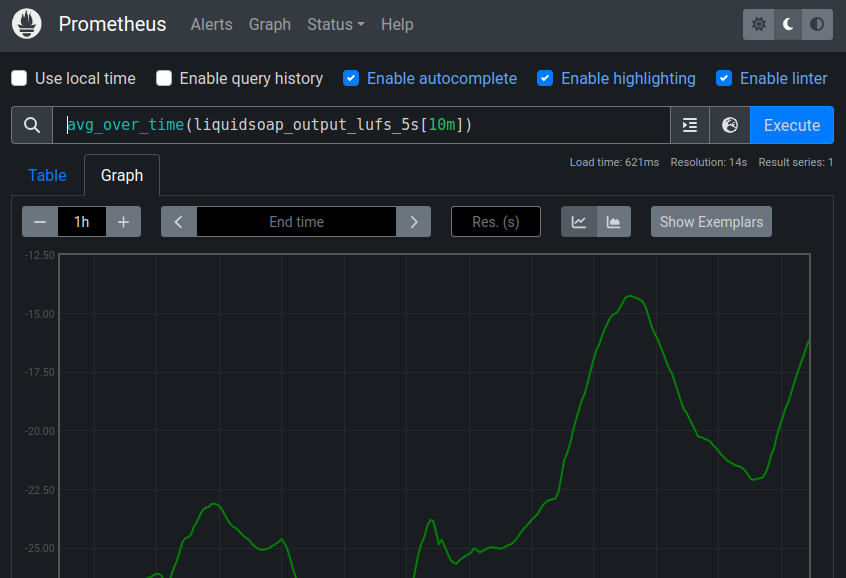 Prometheus Alerts Graph Status Help
Use local time Enable query history Enable autocomplete Enable highlighting Enable linter
avg_over_time(liquidsoap_output_lufs_5s[10m]) Execute
Load time: 621ms Resolution: 14s Result series: 1
Table Graph
− 1h + End time Res. (s) Show Exemplars
-12.50
-15.00
-17.50
-20.00
-22.50
-25.00